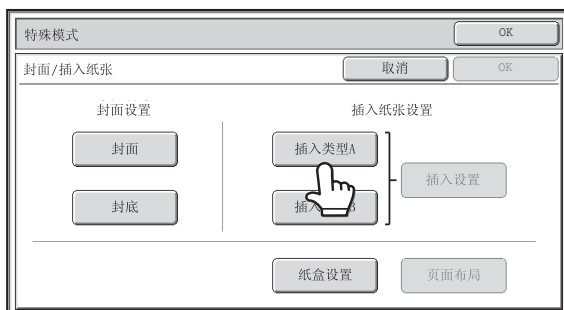 特殊模式
OK
封面/插入纸张
取消
OK
封面设置
插入纸张设置
封面
插入类型A
插入设置
封底
插入
纸盒设置
页面布局